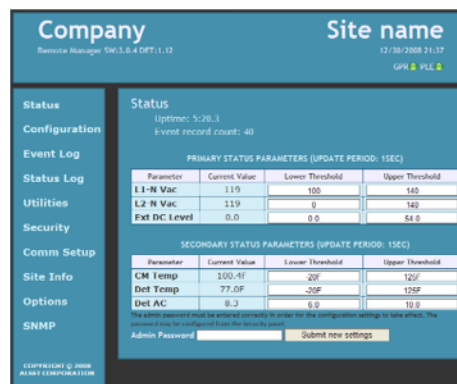 Company
Site name
Remote Manager SW:3.0.4 DET:1.12
12/30/2008 21:37
GPR PLE
Status
Configuration
Event Log
Status Log
Utilities
Security
Comm Setup
Site Info
Options
SNMP
COPYRIGHT © 2008
ALNET CORPORATION
Status
Uptime: 5:20.3
Event record count: 40
PRIMARY STATUS PARAMETERS (UPDATE PERIOD: 1SEC)
Parameter Current Value Lower Threshold Upper Threshold
L1-N Vac 119 100 140
L2-N Vac 119 0 140
Ext DC Level 0.0 0.0 54.0
SECONDARY STATUS PARAMETERS (UPDATE PERIOD: 1SEC)
Parameter Current Value Lower Threshold Upper Threshold
CM Temp 100.4F -20F 125F
Det Temp 77.0F -20F 125F
Det AC 8.3 6.0 10.0
The admin password must be entered correctly in order for the configuration settings to take effect. The
password may be configured from the security panel
Admin Password Submit new settings